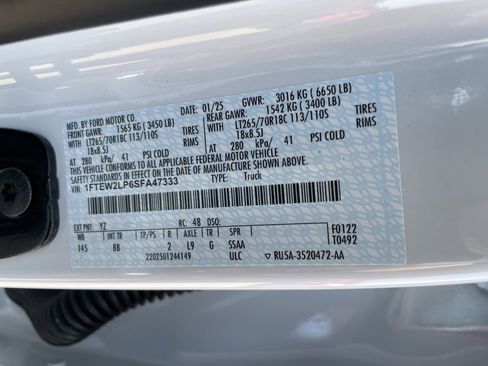 MFD. BY FORD MOTOR CO.
DATE: 01/25 GVWR: 3016 KG ( 6650 LB)
FRONT GAWR: 1565 KG ( 3450 LB) REAR GAWR: 1542 KG ( 3400 LB)
LT265/70R18C 113/110S TIRES LT265/70R18C 113/110S TIRES
18x8.5J RIMS 18x8.5J RIMS
AT 280 kPa/ 41 PSI COLD AT 280 kPa/ 41 PSI COLD
THIS VEHICLE CONFORMS TO ALL APPLICABLE FEDERAL MOTOR VEHICLE
SAFETY STANDARDS IN EFFECT ON THE DATE OF MANUFACTURE SHOWN ABOVE.
VIN: 1FTEW2LP6SFA47333 TYPE: Truck
EXT PNT: YZ RC: 48 DSO: F0122
WB INT TR TP/PS R AXLE TR SPR T0492
145 BB 2 L9 G SSAA
2202501244149 ULC RU5A-3520472-AA